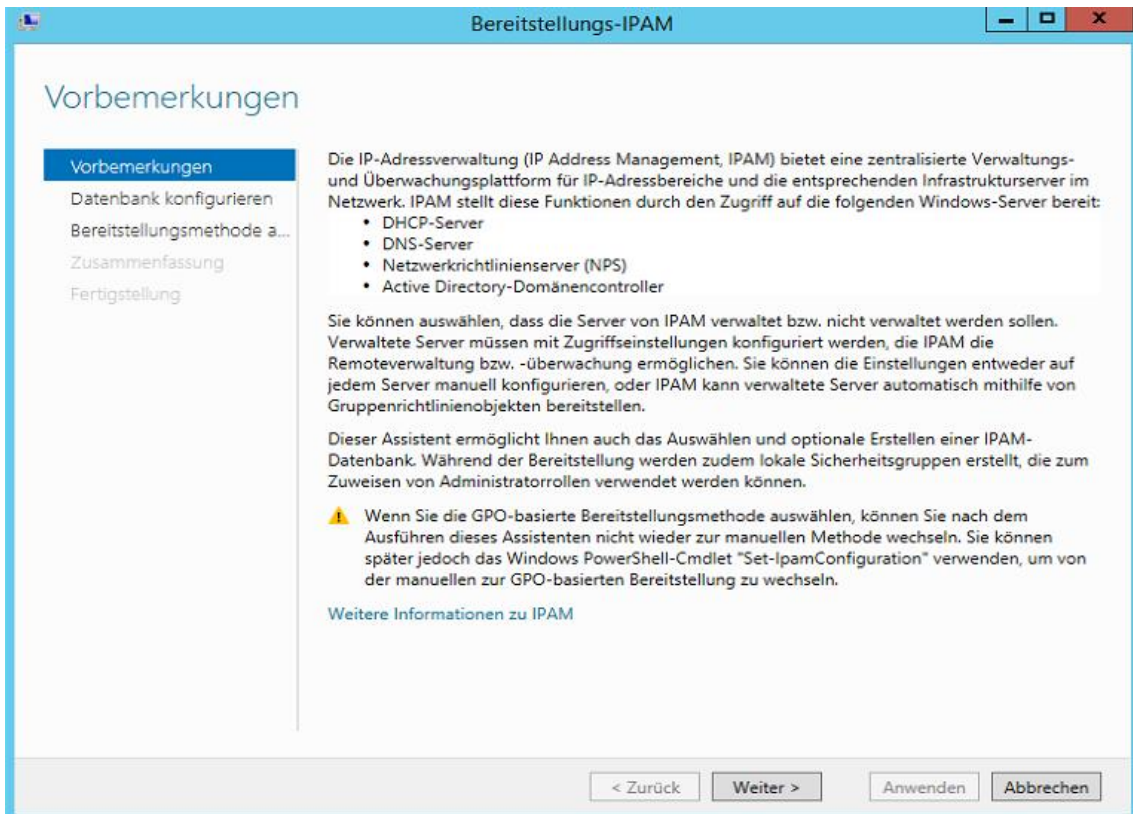 Bereitstellungs-IPAM
Vorbemerkungen
Vorbemerkungen
Datenbank konfigurieren
Bereitstellungsmethode a...
Zusammenfassung
Fertigstellung
Die IP-Adressverwaltung (IP Address Management, IPAM) bietet eine zentralisierte Verwaltungs-
und Überwachungsplattform für IP-Adressbereiche und die entsprechenden Infrastrukturserver im
Netzwerk. IPAM stellt diese Funktionen durch den Zugriff auf die folgenden Windows-Server bereit:
• DHCP-Server
• DNS-Server
• Netzwerkrichtlinienserver (NPS)
• Active Directory-Domänencontroller
Sie können auswählen, dass die Server von IPAM verwaltet bzw. nicht verwaltet werden sollen.
Verwaltete Server müssen mit Zugriffseinstellungen konfiguriert werden, die IPAM die
Remoteverwaltung bzw. -überwachung ermöglichen. Sie können die Einstellungen entweder auf
jedem Server manuell konfigurieren, oder IPAM kann verwaltete Server automatisch mithilfe von
Gruppenrichtlinienobjekten bereitstellen.
Dieser Assistent ermöglicht Ihnen auch das Auswählen und optionale Erstellen einer IPAM-
Datenbank. Während der Bereitstellung werden zudem lokale Sicherheitsgruppen erstellt, die zum
Zuweisen von Administratorrollen verwendet werden können.
Wenn Sie die GPO-basierte Bereitstellungsmethode auswählen, können Sie nach dem
Ausführen dieses Assistenten nicht wieder zur manuellen Methode wechseln. Sie können
später jedoch das Windows PowerShell-Cmdlet "Set-IpamConfiguration" verwenden, um von
der manuellen zur GPO-basierten Bereitstellung zu wechseln.
Weitere Informationen zu IPAM
< Zurück
Weiter >
Anwenden
Abbrechen